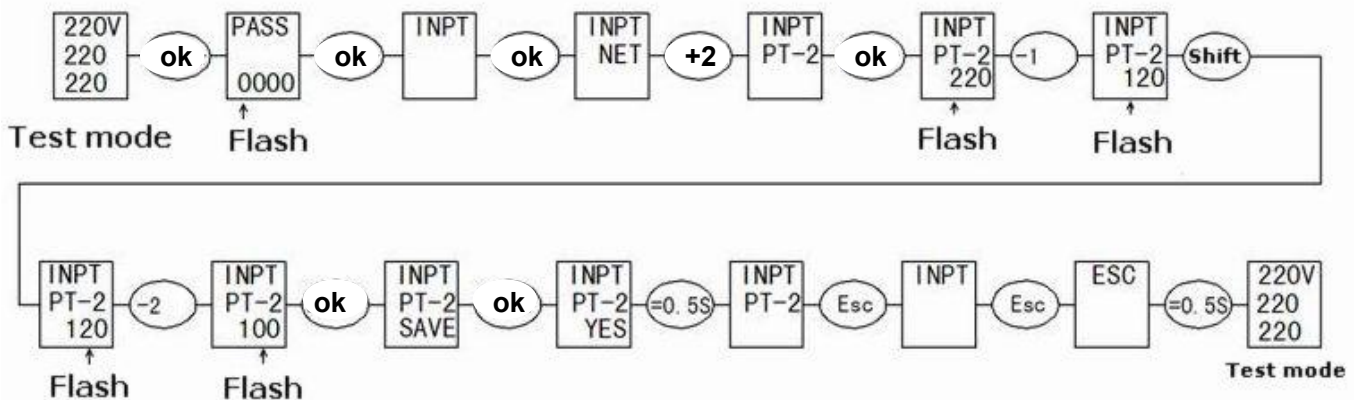 220V
220
220
ok
PASS
0000
ok
INPT
ok
INPT
NET
+2
INPT
PT-2
ok
INPT
PT-2
220
-1
INPT
PT-2
120
Shift
Test mode
Flash
Flash
Flash
INPT
PT-2
120
-2
INPT
PT-2
100
ok
INPT
PT-2
SAVE
ok
INPT
PT-2
YES
=0.5S
INPT
PT-2
Esc
INPT
Esc
ESC
=0.5S
220V
220
220
Flash
Flash
Test mode